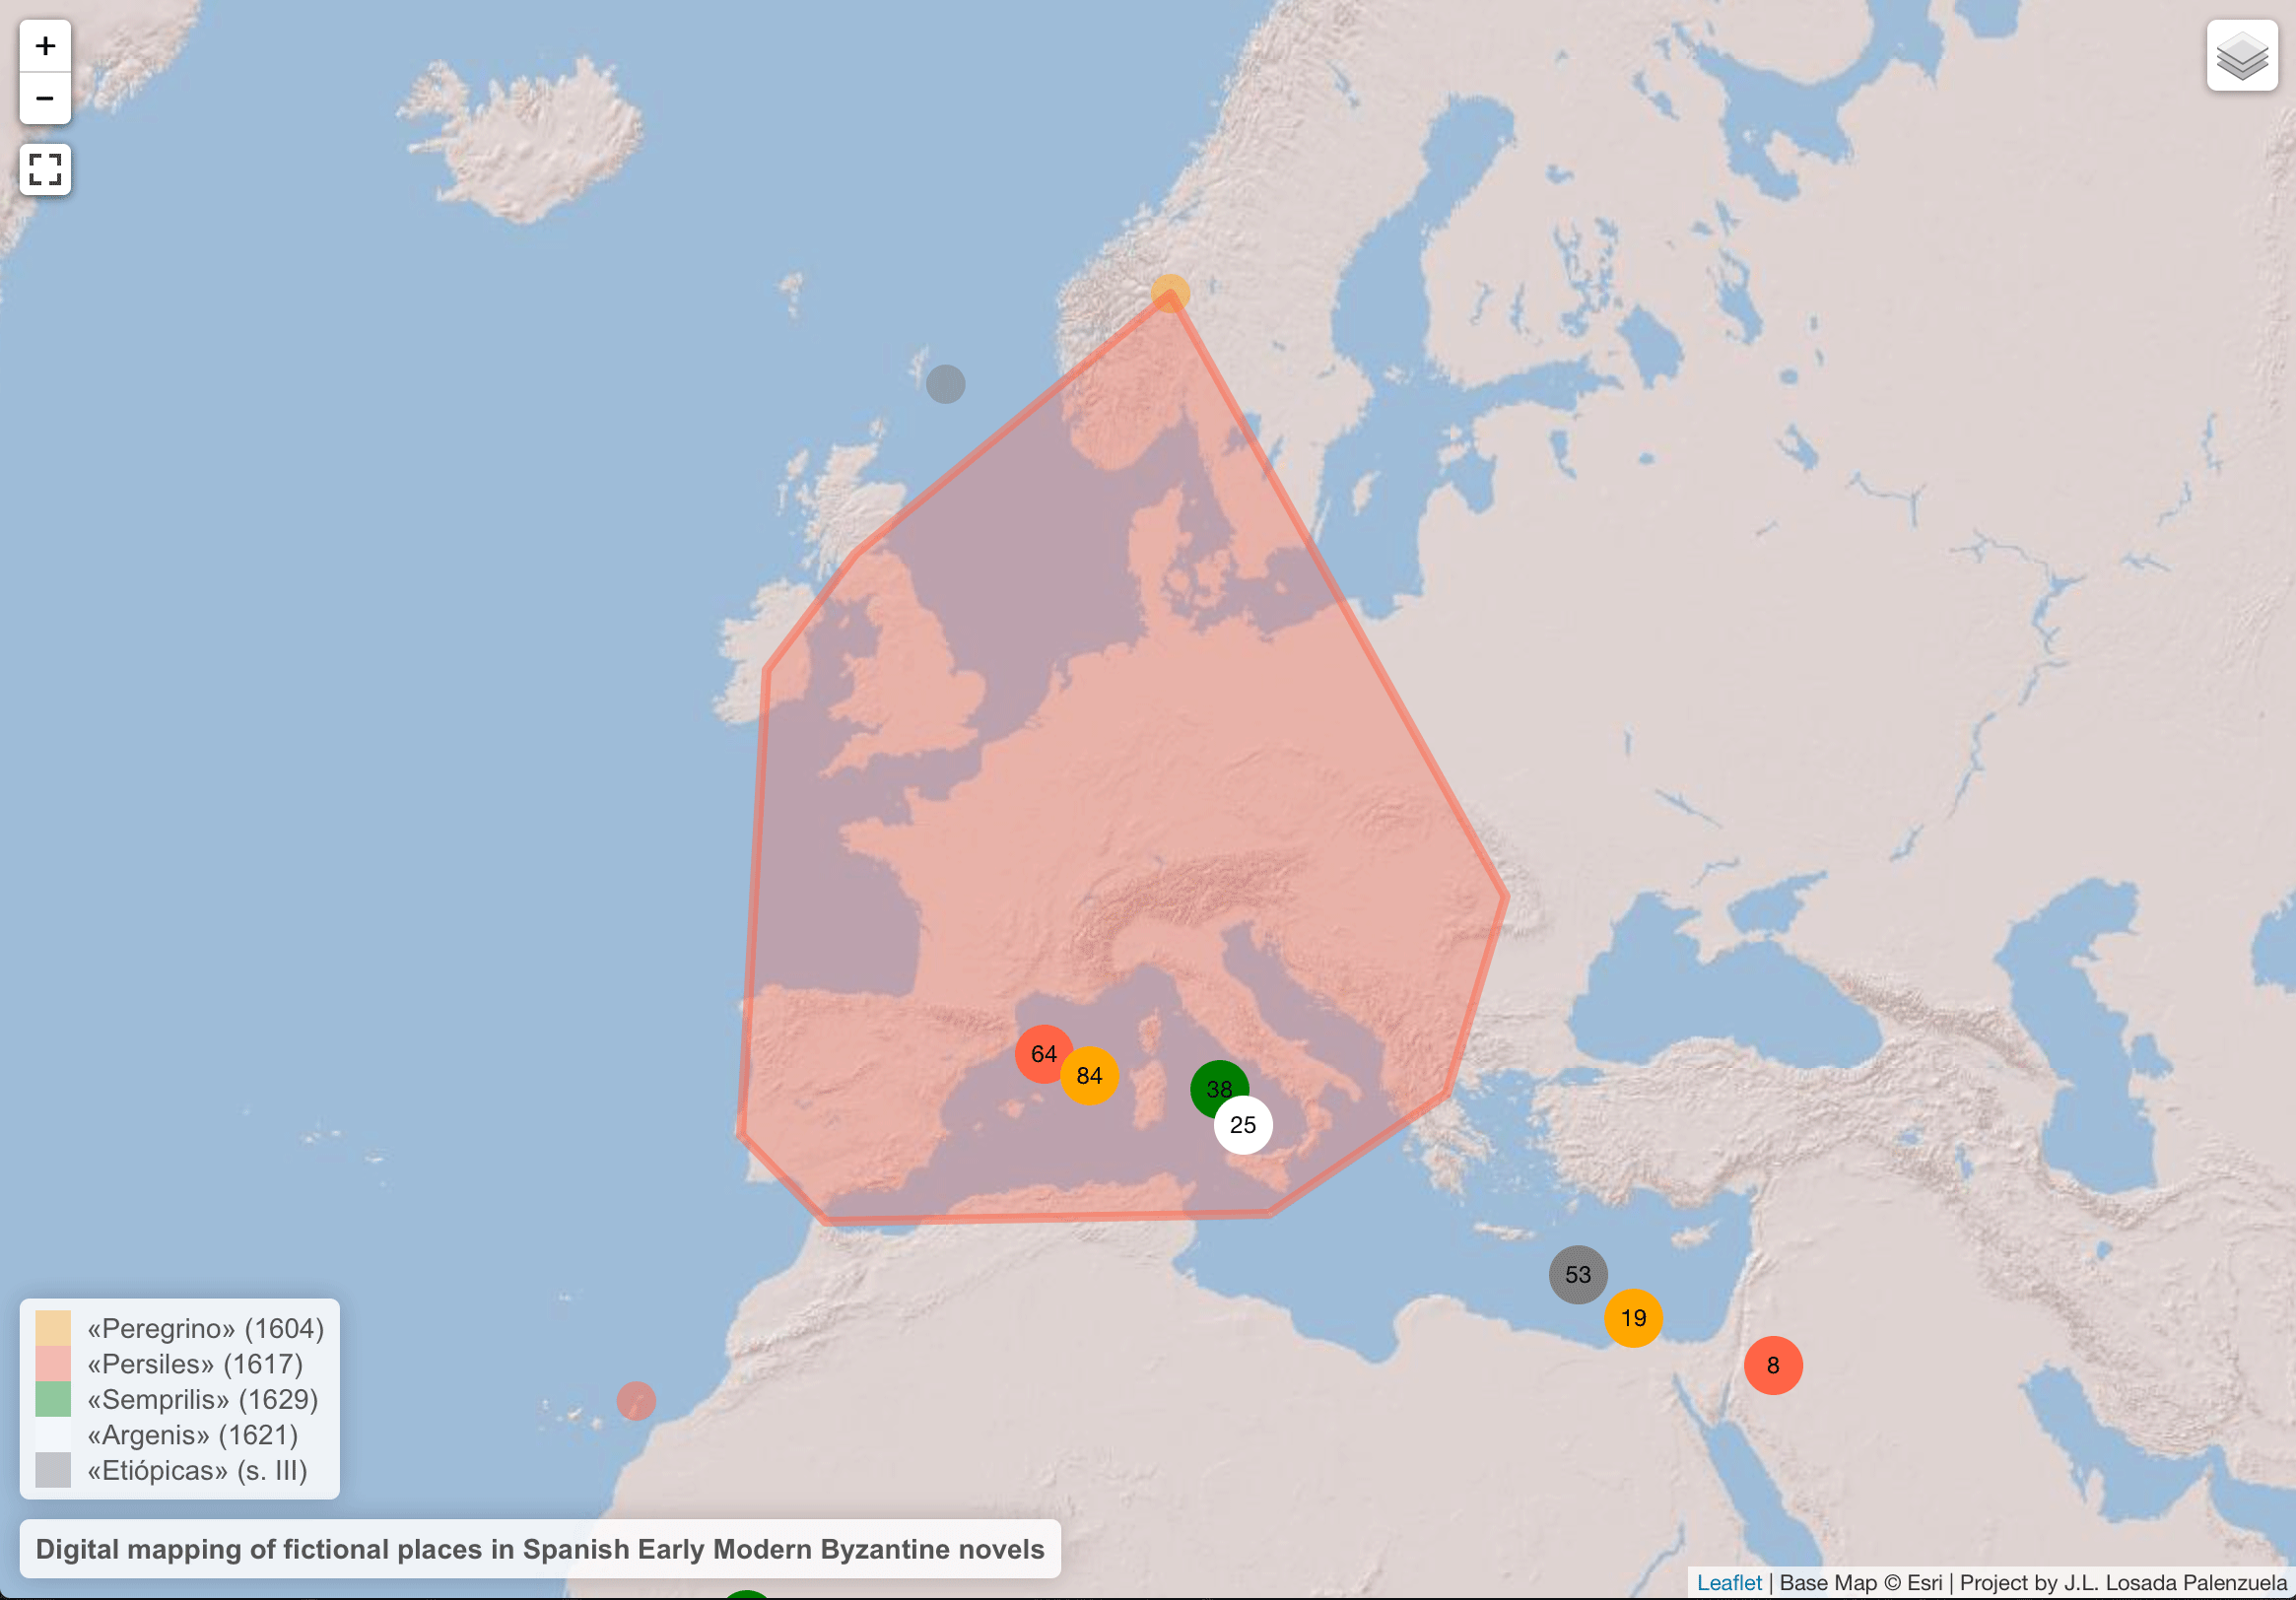 +
−
64
84
38
25
53
19
8
«Peregrino» (1604)
«Persiles» (1617)
«Semprilis» (1629)
«Argenis» (1621)
«Etiópicas» (s. III)
Digital mapping of fictional places in Spanish Early Modern Byzantine novels
Leaflet | Base Map © Esri | Project by J.L. Losada Palenzuela